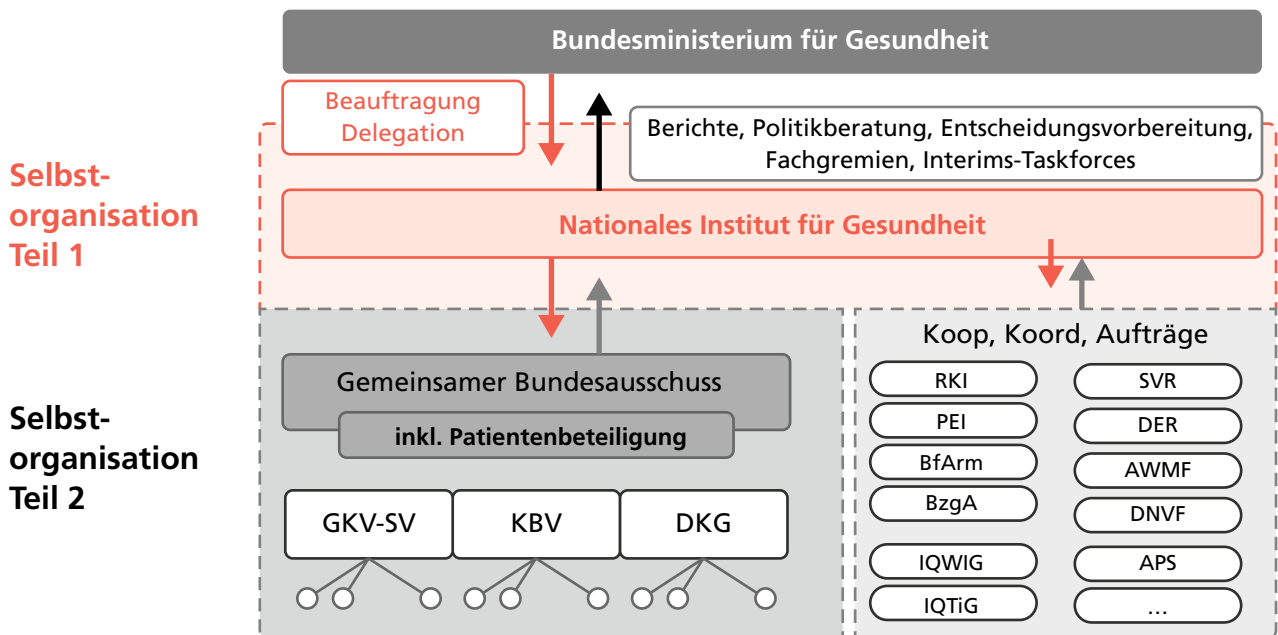 Bundesministerium für Gesundheit
Beauftragung
Delegation
Berichte, Politikberatung, Entscheidungsvorbereitung,
Fachgremien, Interims-Taskforces
Selbst-
organisation
Teil 1
Nationales Institut für Gesundheit
Selbst-
organisation
Teil 2
Gemeinsamer Bundesausschuss
inkl. Patientenbeteiligung
GKV-SV
KBV
DKG
Koop, Koord, Aufträge
RKI
PEI
BfArm
BzgA
IQWIG
IQTiG
SVR
DER
AWMF
DNVF
APS
...